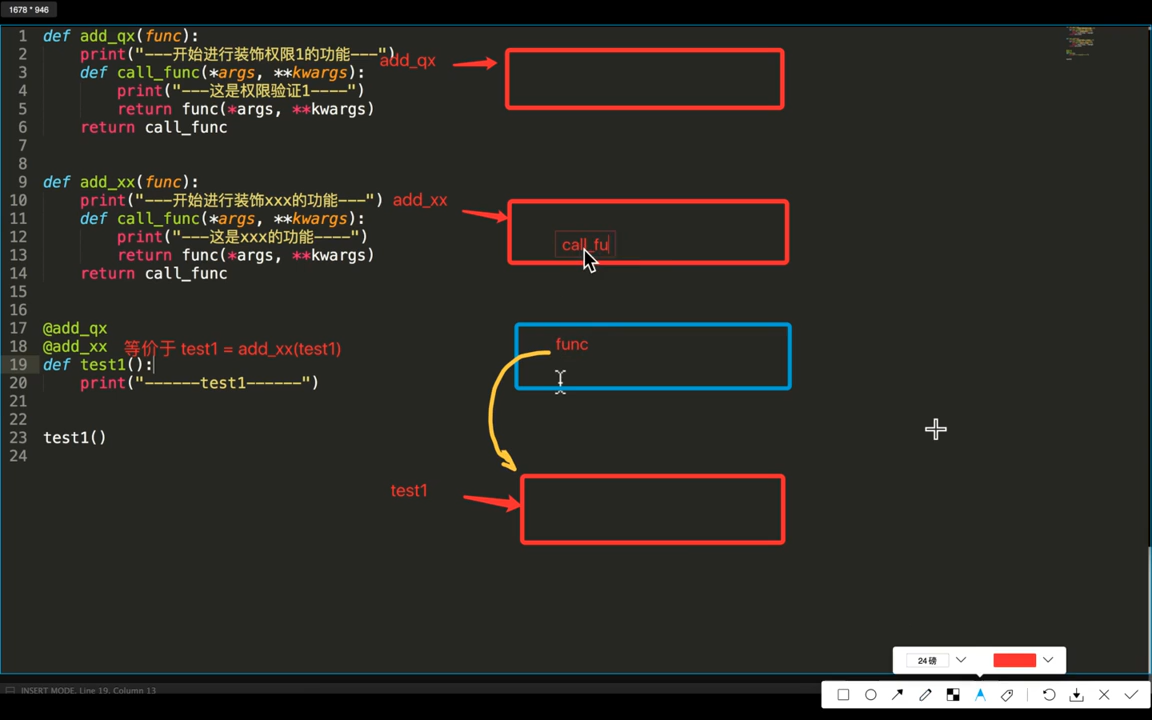 1678 * 946
1 def add_qx(func):
2 print("---开始进行装饰权限1的功能---")
add_qx
3 def call_func(*args, **kwargs):
4 print("---这是权限验证1----")
5 return func(*args, **kwargs)
6 return call_func
7
8
9 def add_xx(func):
10 print("---开始进行装饰xxx的功能---")
add_xx
11 def call_func(*args, **kwargs):
12 print("---这是xxx的功能----")
call_fu
13 return func(*args, **kwargs)
14 return call_func
15
16
17 @add_qx
18 @add_xx
等价于 test1 = add_xx(test1)
func
19 def test1():
20 print("------test1------")
21
22
23 test1()
24
test1
24 磅
INSERT MODE, Line 19, Column 13